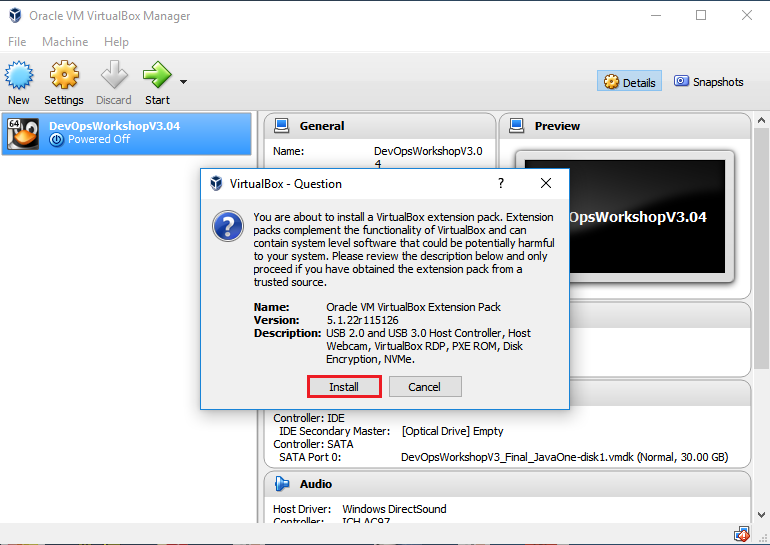 Oracle VM VirtualBox Manager
File Machine Help
New Settings Discard Start
Details Snapshots
64
DevOpsWorkshopV3.04
Powered Off
General
Name: DevOpsWorkshopV3.0
4
Preview
OpsWorkshopV3.04
VirtualBox - Question
?
You are about to install a VirtualBox extension pack. Extension
packs complement the functionality of VirtualBox and can
contain system level software that could be potentially harmful
to your system. Please review the description below and only
proceed if you have obtained the extension pack from a
trusted source.
Name: Oracle VM VirtualBox Extension Pack
Version: 5.1.22r115126
Description: USB 2.0 and USB 3.0 Host Controller, Host
Webcam, VirtualBox RDP, PXE ROM, Disk
Encryption, NVMe.
Install Cancel
Controller: IDE
IDE Secondary Master: [Optical Drive] Empty
Controller: SATA
SATA Port 0: DevOpsWorkshopV3_Final_JavaOne-disk1.vmdk (Normal, 30.00 GB)
Audio
Host Driver: Windows DirectSound
Controller: ICH AC97